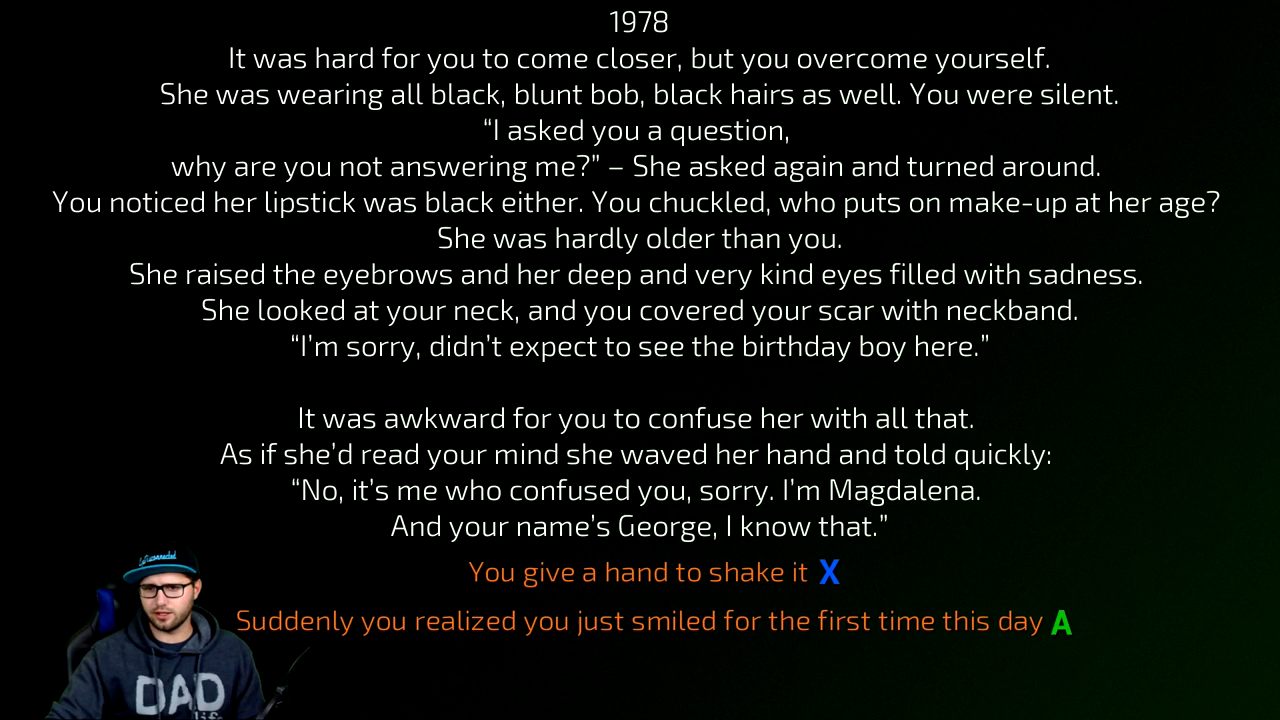 1978
It was hard for you to come closer, but you overcome yourself.
She was wearing all black, blunt bob, black hairs as well. You were silent.
“I asked you a question,
why are you not answering me?” – She asked again and turned around.
You noticed her lipstick was black either. You chuckled, who puts on make-up at her age?
She was hardly older than you.
She raised the eyebrows and her deep and very kind eyes filled with sadness.
She looked at your neck, and you covered your scar with neckband.
“I’m sorry, didn’t expect to see the birthday boy here.”
It was awkward for you to confuse her with all that.
As if she’d read your mind she waved her hand and told quickly:
“No, it’s me who confused you, sorry. I’m Magdalena.
And your name’s George, I know that.”
You give a hand to shake it X
Suddenly you realized you just smiled for the first time this day A
DAD
life